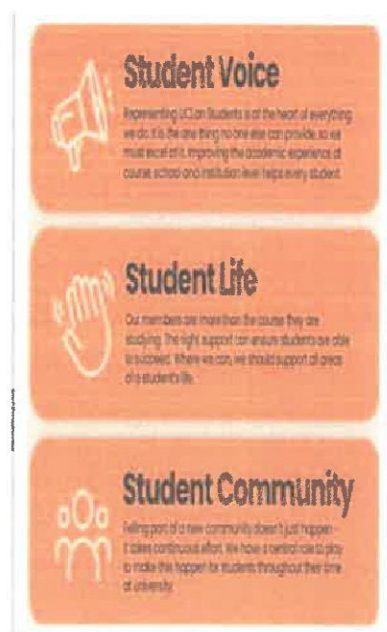 Student Voice
Representing UCLan Students is at the heart of everything
we do. It is the one thing no one else can provide, so we
must excel at it. Improving the academic experience at
course, school and institution level helps every student.
Student Life
Our members are more than the course they are
studying. The right support can ensure students are able
to succeed. Where we can, we should support all areas
of a student's life.
Student Community
Feeling part of a new community doesn't just happen -
it takes continuous effort. We have a central role to play
to make this happen for students throughout their time
at university.